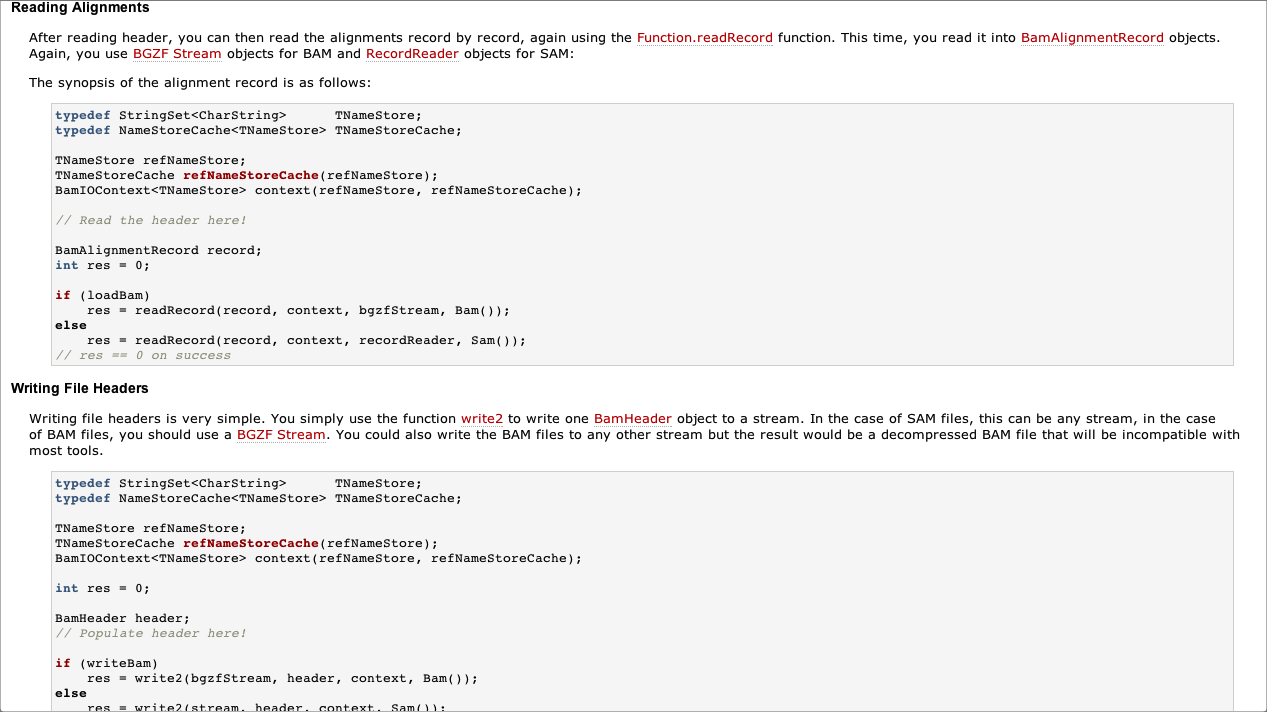 Reading Alignments
After reading header, you can then read the alignments record by record, again using the Function.readRecord function. This time, you read it into BamAlignmentRecord objects.
Again, you use BGZF Stream objects for BAM and RecordReader objects for SAM:
The synopsis of the alignment record is as follows:
typedef StringSet<CharString>      TNameStore;
typedef NameStoreCache<TNameStore> TNameStoreCache;
TNameStore refNameStore;
TNameStoreCache refNameStoreCache(refNameStore);
BamIOContext<TNameStore> context(refNameStore, refNameStoreCache);
// Read the header here!
BamAlignmentRecord record;
int res = 0;
if (loadBam)
    res = readRecord(record, context, bgzfStream, Bam());
else
    res = readRecord(record, context, recordReader, Sam());
// res == 0 on success
Writing File Headers
Writing file headers is very simple. You simply use the function write2 to write one BamHeader object to a stream. In the case of SAM files, this can be any stream, in the case
of BAM files, you should use a BGZF Stream. You could also write the BAM files to any other stream but the result would be a decompressed BAM file that will be incompatible with
most tools.
typedef StringSet<CharString>      TNameStore;
typedef NameStoreCache<TNameStore> TNameStoreCache;
TNameStore refNameStore;
TNameStoreCache refNameStoreCache(refNameStore);
BamIOContext<TNameStore> context(refNameStore, refNameStoreCache);
int res = 0;
BamHeader header;
// Populate header here!
if (writeBam)
    res = write2(bgzfStream, header, context, Bam());
else
    res = write2(stream, header, context, Sam());